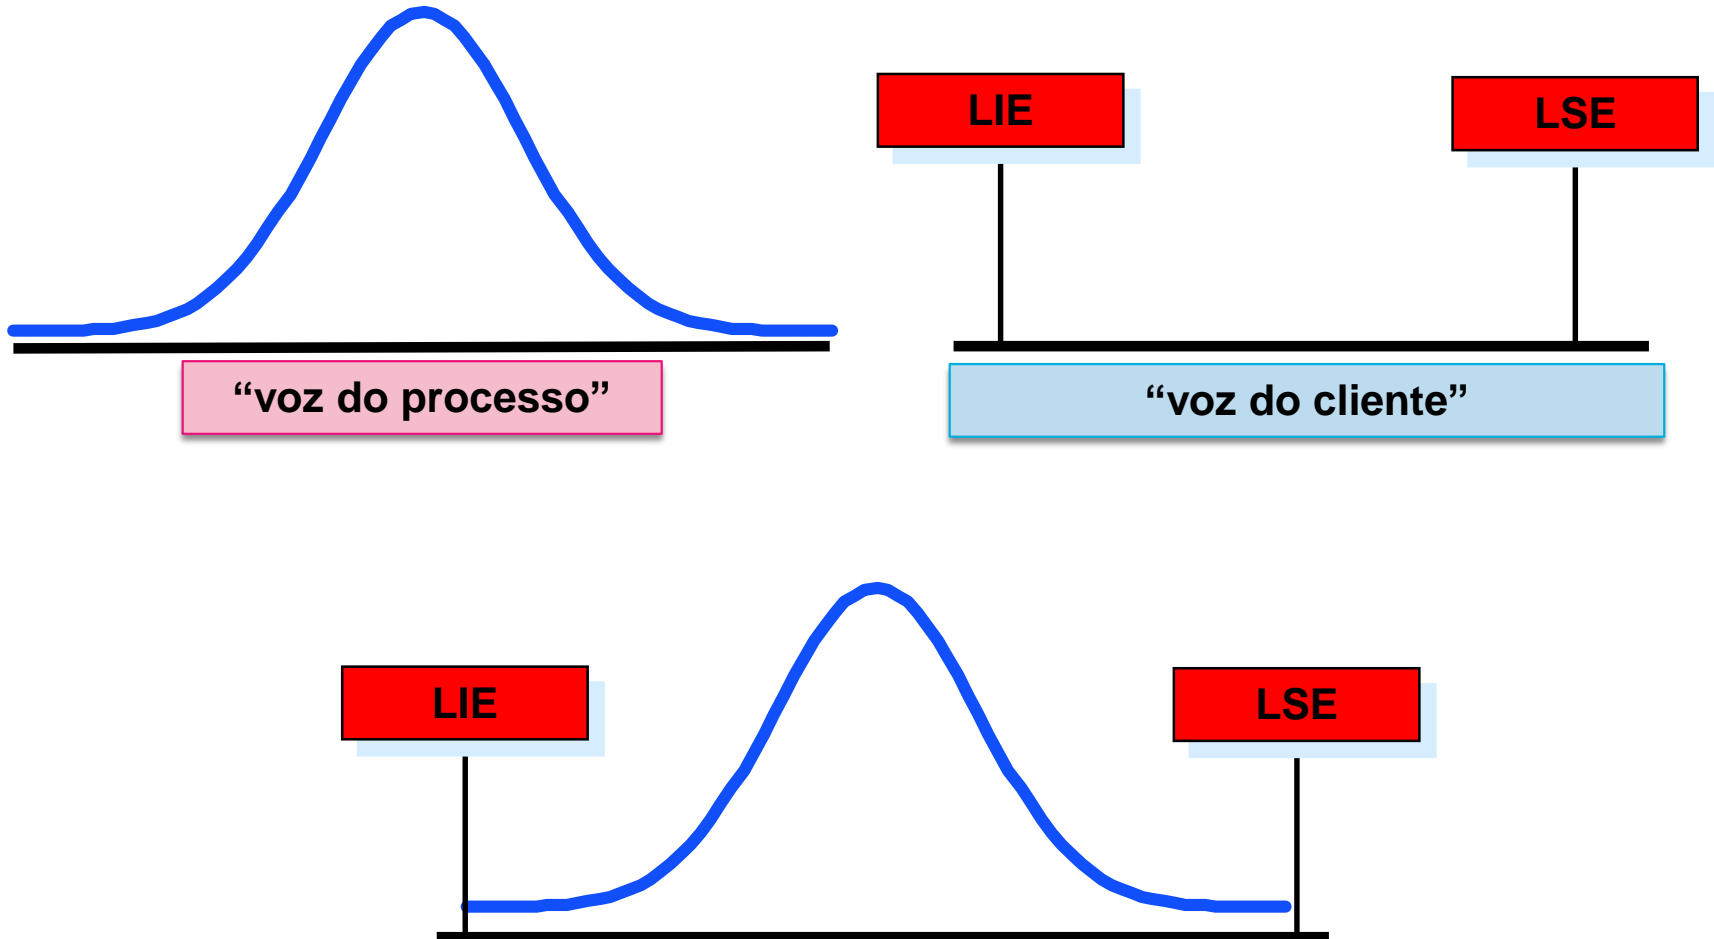 LIE
LSE
“voz do processo”
“voz do cliente”
LIE
LSE